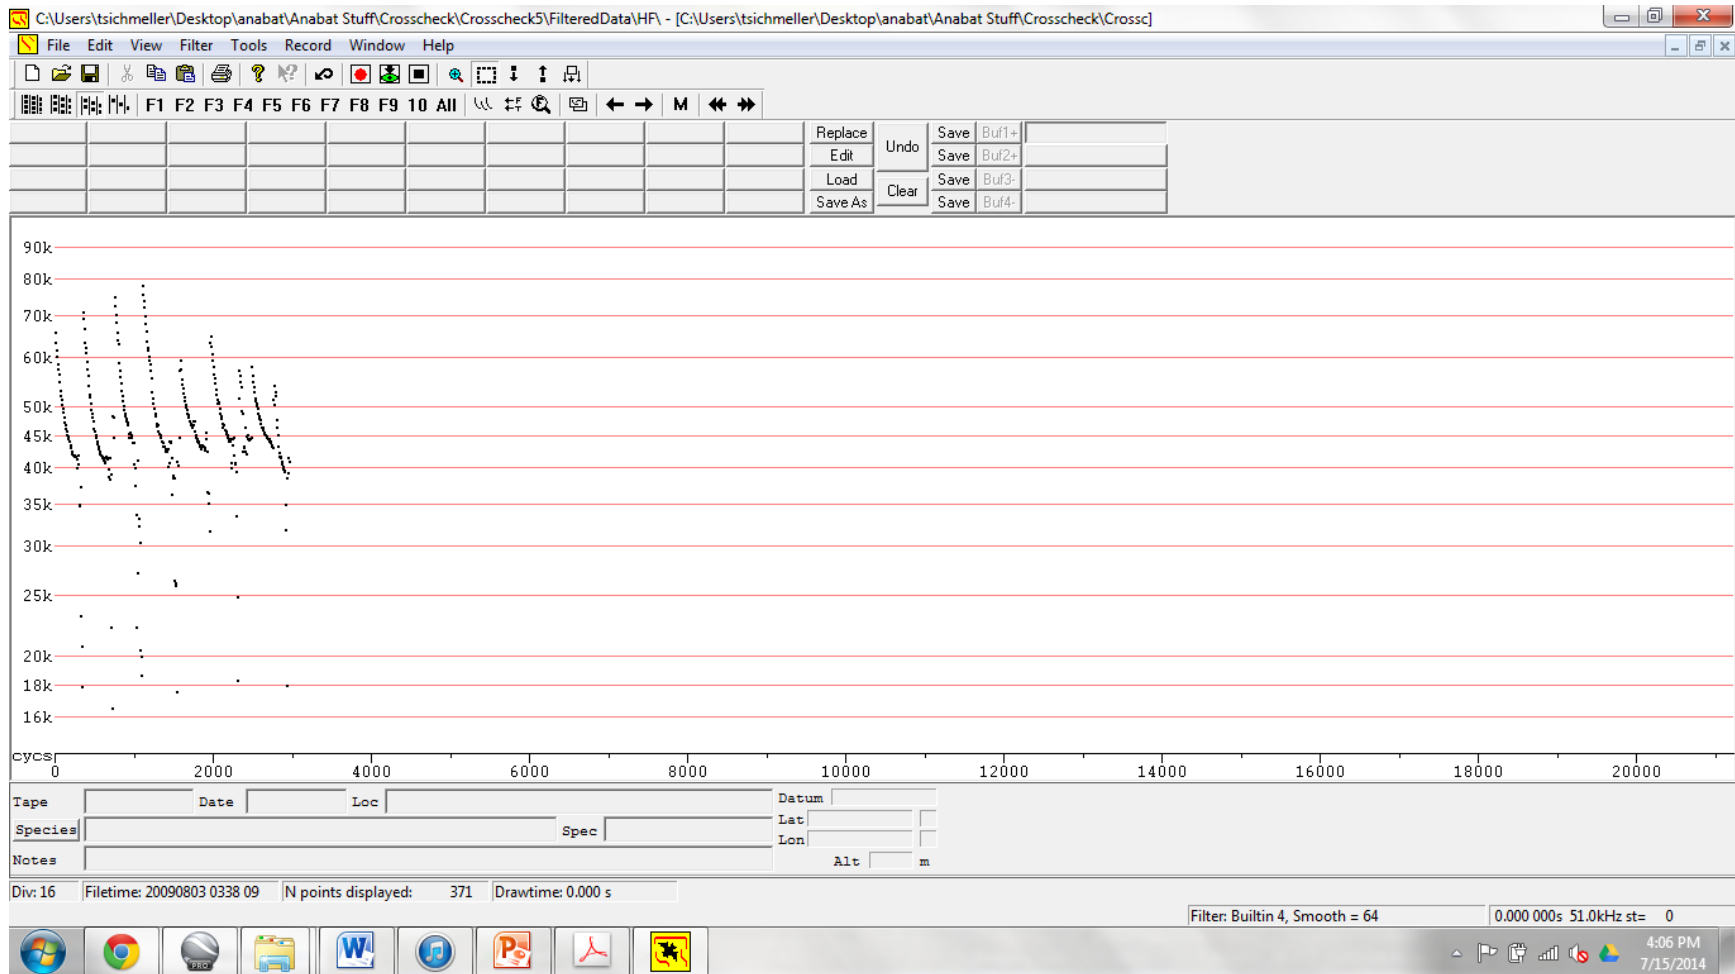 C:\Users\tsichmeller\Desktop\anabat\Anabat Stuff\Crosscheck\Crosscheck5\FilteredData\HF\ - [C:\Users\tsichmeller\Desktop\anabat\Anabat Stuff\Crosscheck\Crossc]
File Edit View Filter Tools Record Window Help
F1 F2 F3 F4 F5 F6 F7 F8 F9 10 All M
Replace Undo Save Buf1+
Edit Save Buf2+
Load Clear Save Buf3-
Save As Save Buf4-
90k
80k
70k
60k
50k
45k
40k
35k
30k
25k
20k
18k
16k
cycs
0 2000 4000 6000 8000 10000 12000 14000 16000 18000 20000
Tape Date Loc Datum
Species Spec Lat
Lon
Notes Alt m
Div: 16 Filetime: 20090803 0338 09 N points displayed: 371 Drawtime: 0.000 s
Filter: Builtin 4, Smooth = 64 0.000 000s 51.0kHz st= 0
PRO W P
4:06 PM
7/15/2014